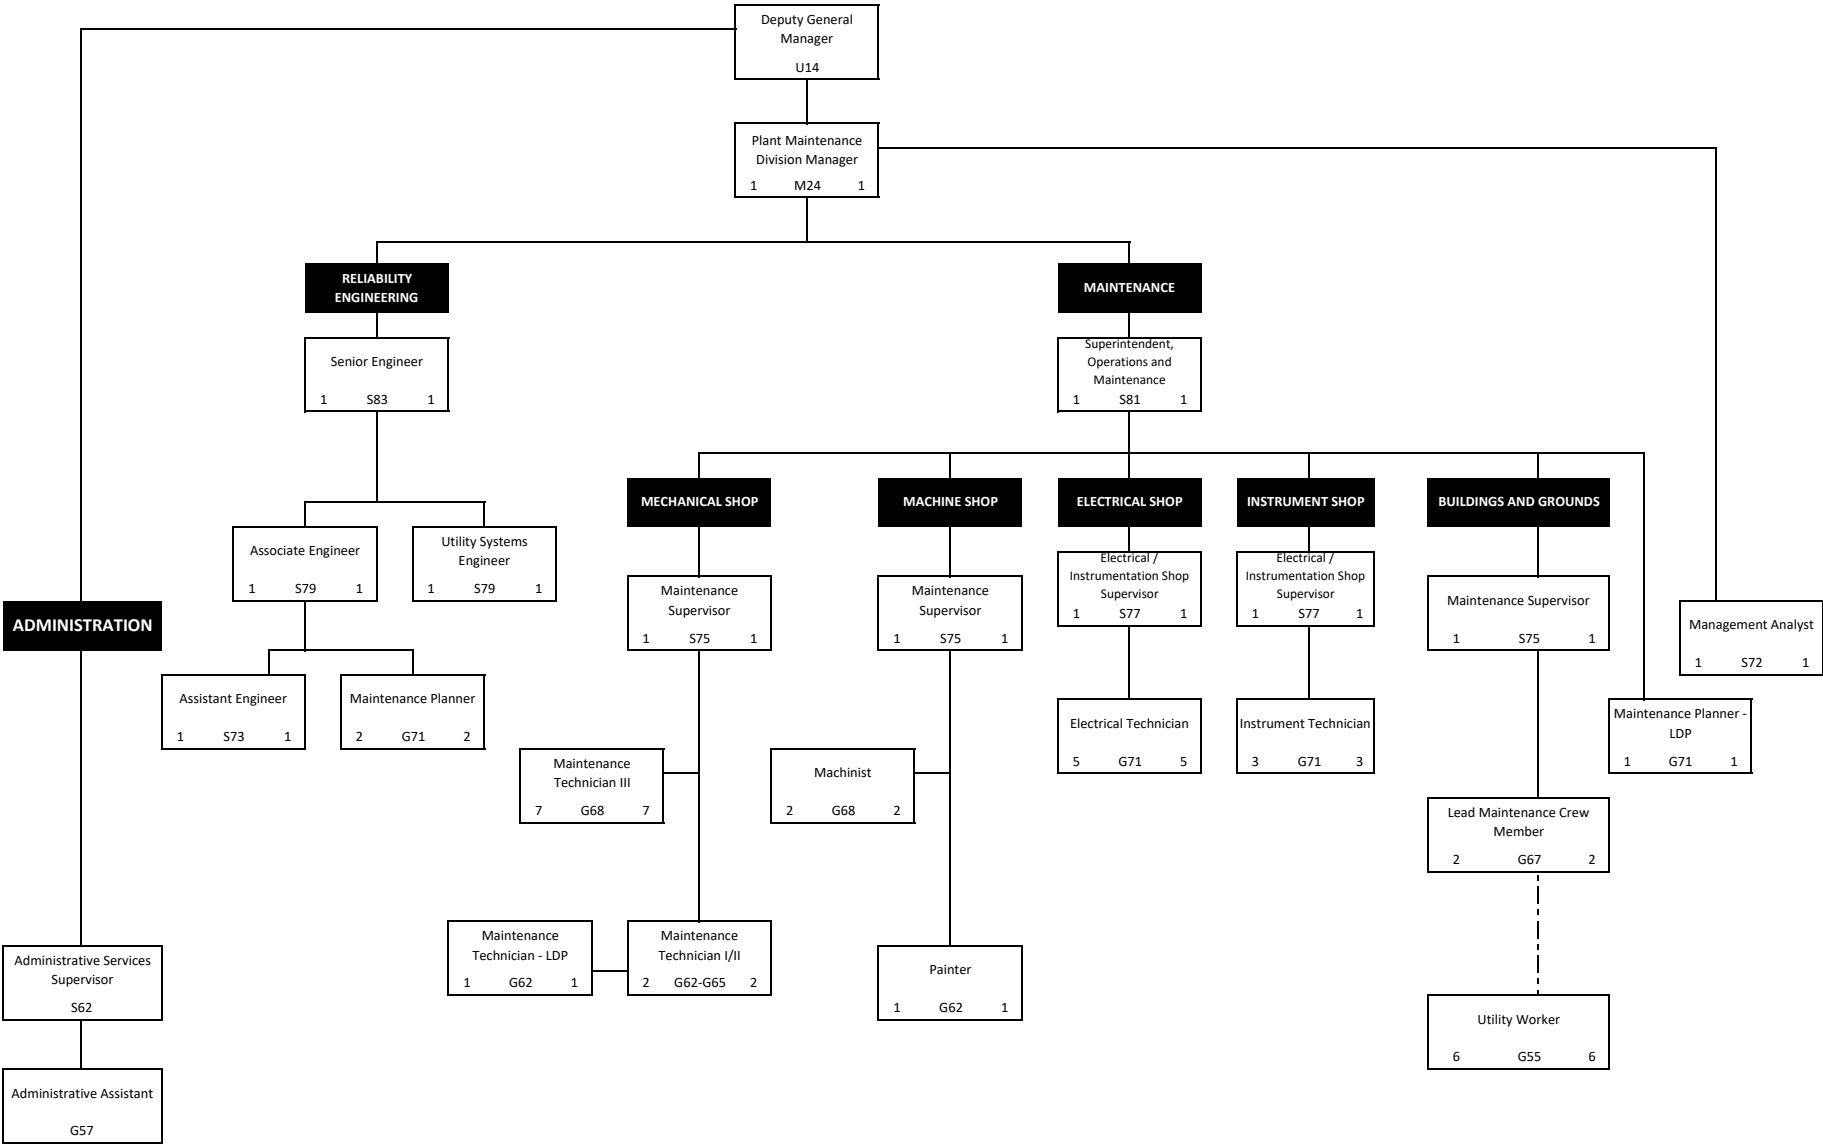 Deputy General
Manager
U14
Plant Maintenance
Division Manager
1 M24 1
RELIABILITY
ENGINEERING
MAINTENANCE
Senior Engineer
1 S83 1
Superintendent,
Operations and
Maintenance
1 S81 1
MECHANICAL SHOP
MACHINE SHOP
ELECTRICAL SHOP
INSTRUMENT SHOP
BUILDINGS AND GROUNDS
Associate Engineer
1 S79 1
Utility Systems
Engineer
1 S79 1
Maintenance
Supervisor
1 S75 1
Maintenance
Supervisor
1 S75 1
Electrical /
Instrumentation Shop
Supervisor
1 S77 1
Electrical /
Instrumentation Shop
Supervisor
1 S77 1
Maintenance Supervisor
1 S75 1
ADMINISTRATION
Management Analyst
1 S72 1
Assistant Engineer
1 S73 1
Maintenance Planner
2 G71 2
Electrical Technician
5 G71 5
Instrument Technician
3 G71 3
Maintenance Planner -
LDP
1 G71 1
Maintenance
Technician III
7 G68 7
Machinist
2 G68 2
Lead Maintenance Crew
Member
2 G67 2
Maintenance
Technician - LDP
1 G62 1
Maintenance
Technician I/II
2 G62-G65 2
Painter
1 G62 1
Administrative Services
Supervisor
S62
Utility Worker
6 G55 6
Administrative Assistant
G57